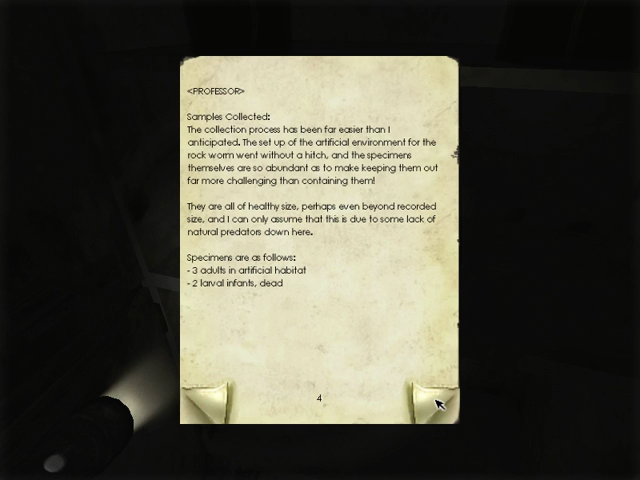 <PROFESSOR>
Samples Collected:
The collection process has been far easier than I
anticipated. The set up of the artificial environment for the
rock worm went without a hitch, and the specimens
themselves are so abundant as to make keeping them out
far more challenging than containing them!
They are all of healthy size, perhaps even beyond recorded
size, and I can only assume that this is due to some lack of
natural predators down here.
Specimens are as follows:
- 3 adults in artificial habitat
- 2 larval infants, dead
4